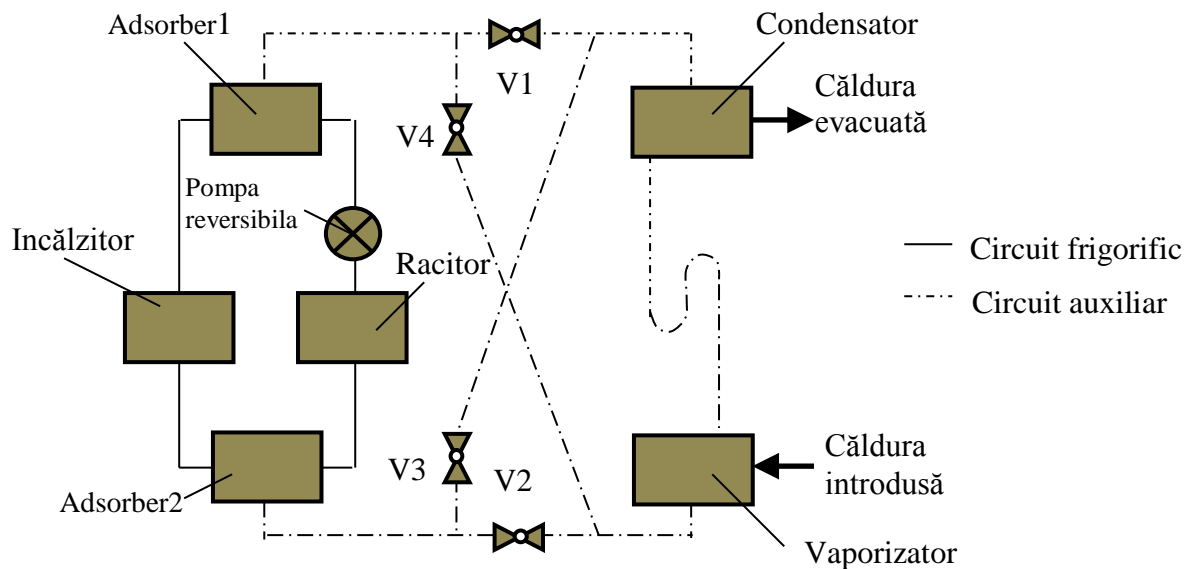 Adsorber1
Condensator
V1
Căldura
evacuată
V4
Pompa
reversibila
Incălzitor
Racitor
Circuit frigorific
Circuit auxiliar
V3
V2
Căldura
introdusă
Adsorber2
Vaporizator